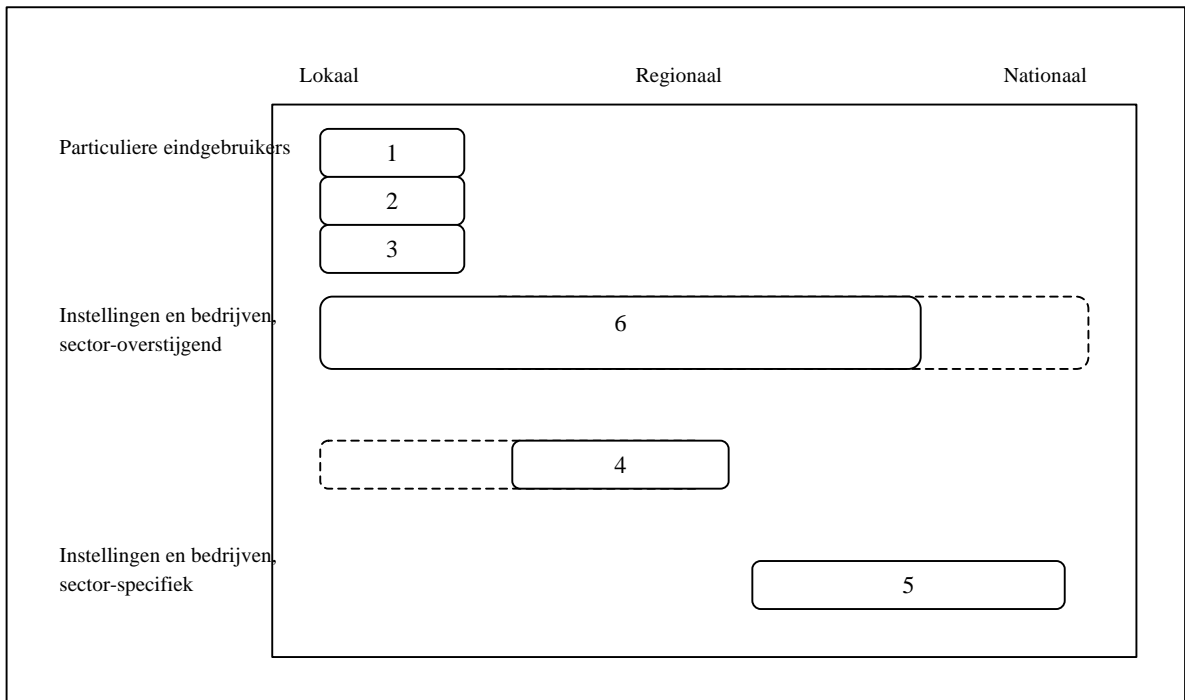 Lokaal Regionaal Nationaal
Particuliere eindgebruikers
1
2
3
Instellingen en bedrijven,
sector-overstijgend
6
4
Instellingen en bedrijven,
sector-specifiek
5